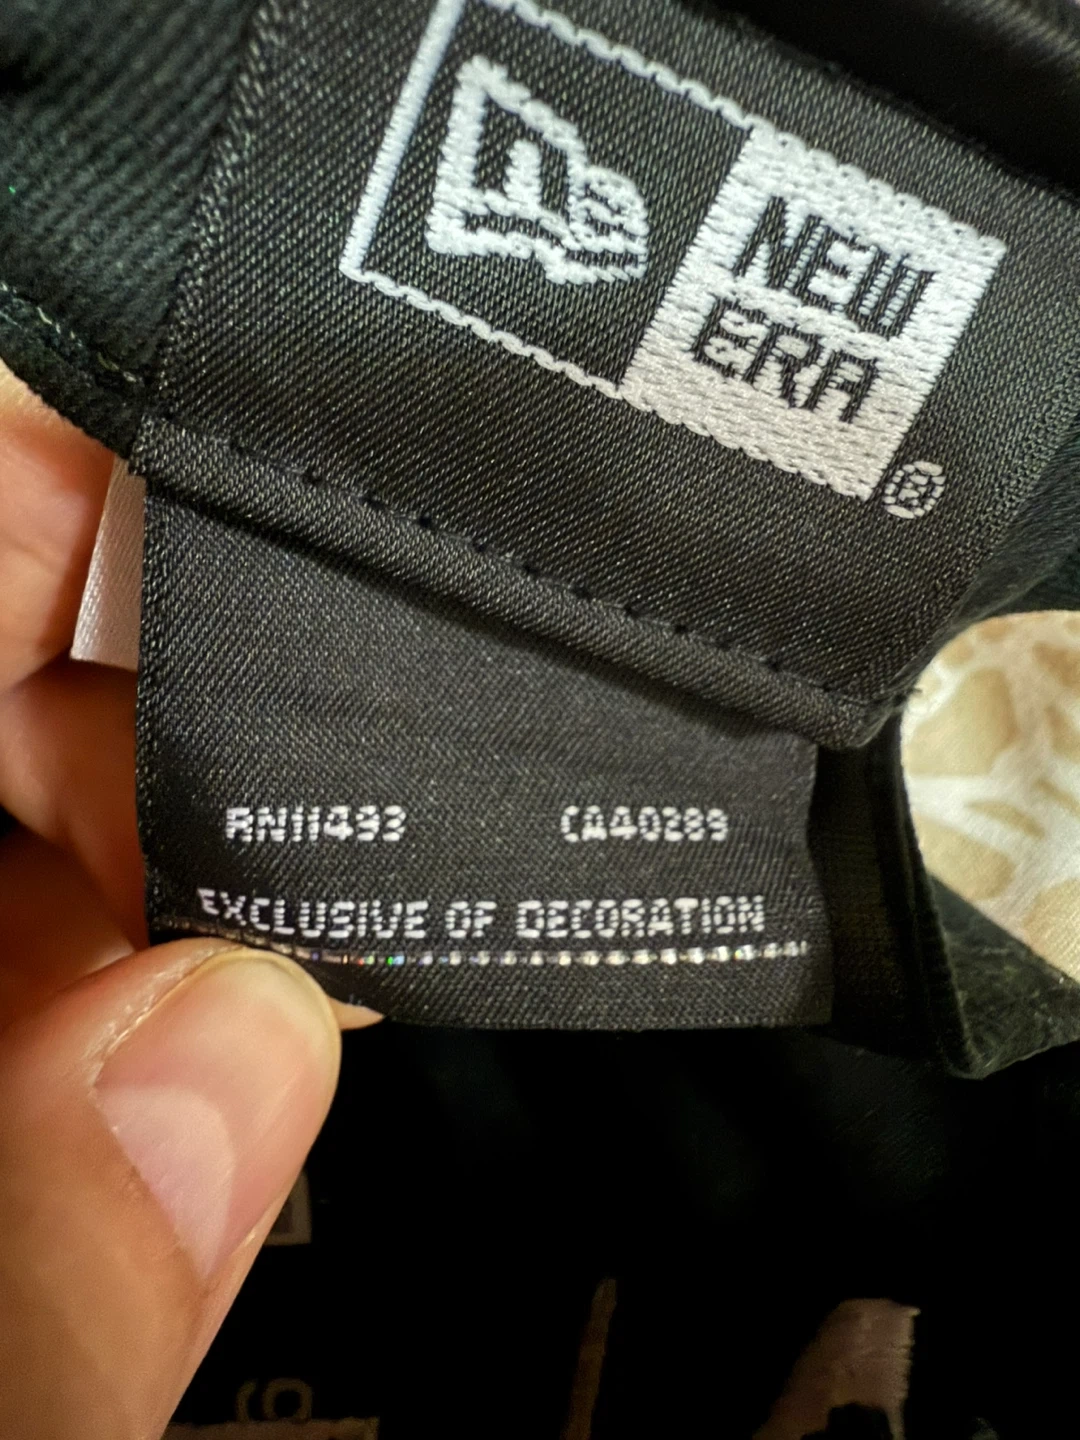 NEW
ERA
®
RN11493 CA40289
EXCLUSIVE OF DECORATION